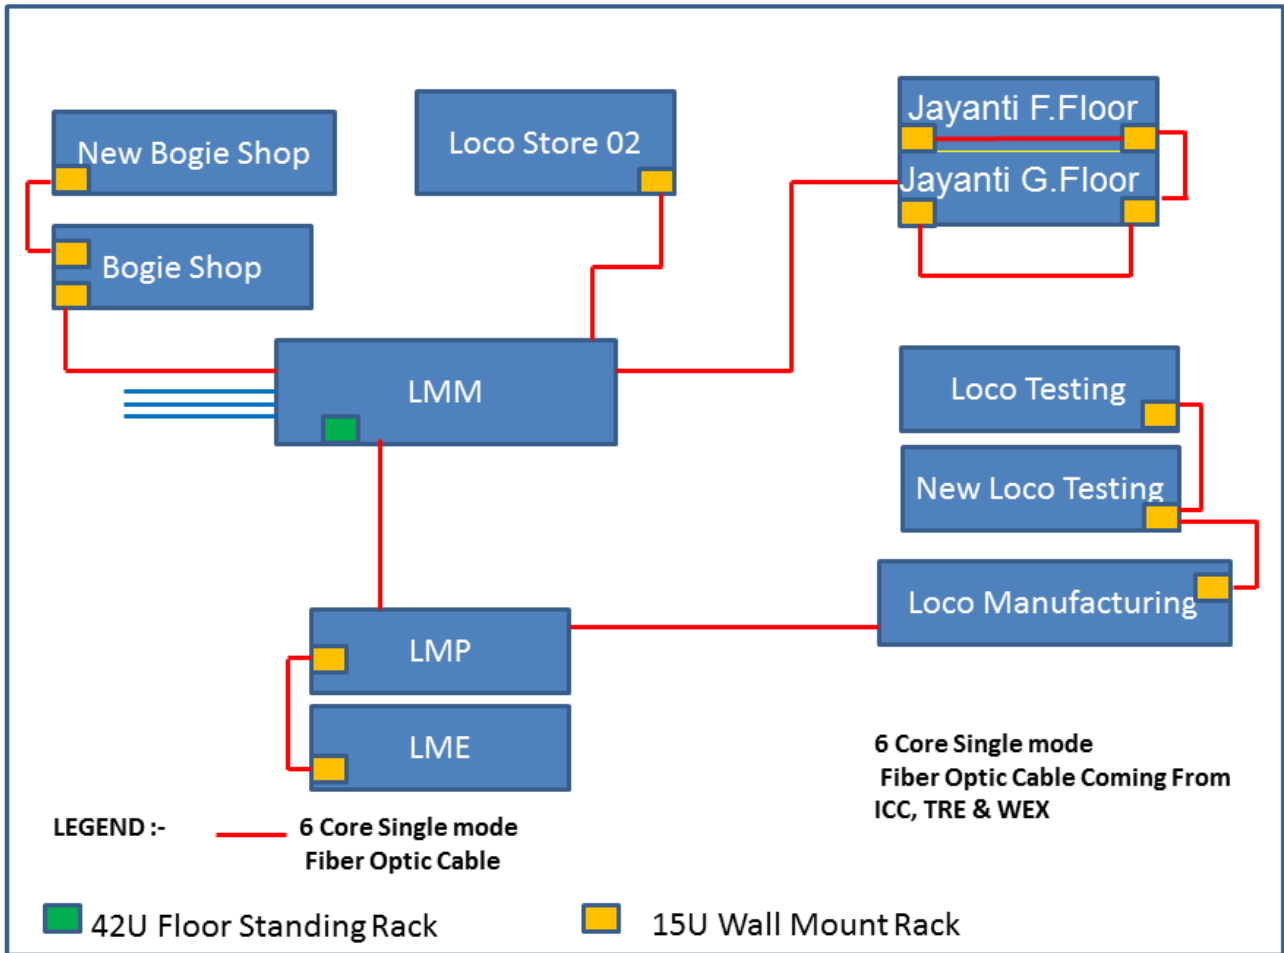 New Bogie Shop
Loco Store 02
Jayanti F.Floor
Jayanti G.Floor
Bogie Shop
LMM
Loco Testing
New Loco Testing
Loco Manufacturing
LMP
LME
6 Core Single mode
Fiber Optic Cable Coming From
ICC, TRE & WEX
LEGEND :-
6 Core Single mode
Fiber Optic Cable
42U Floor Standing Rack
15U Wall Mount Rack